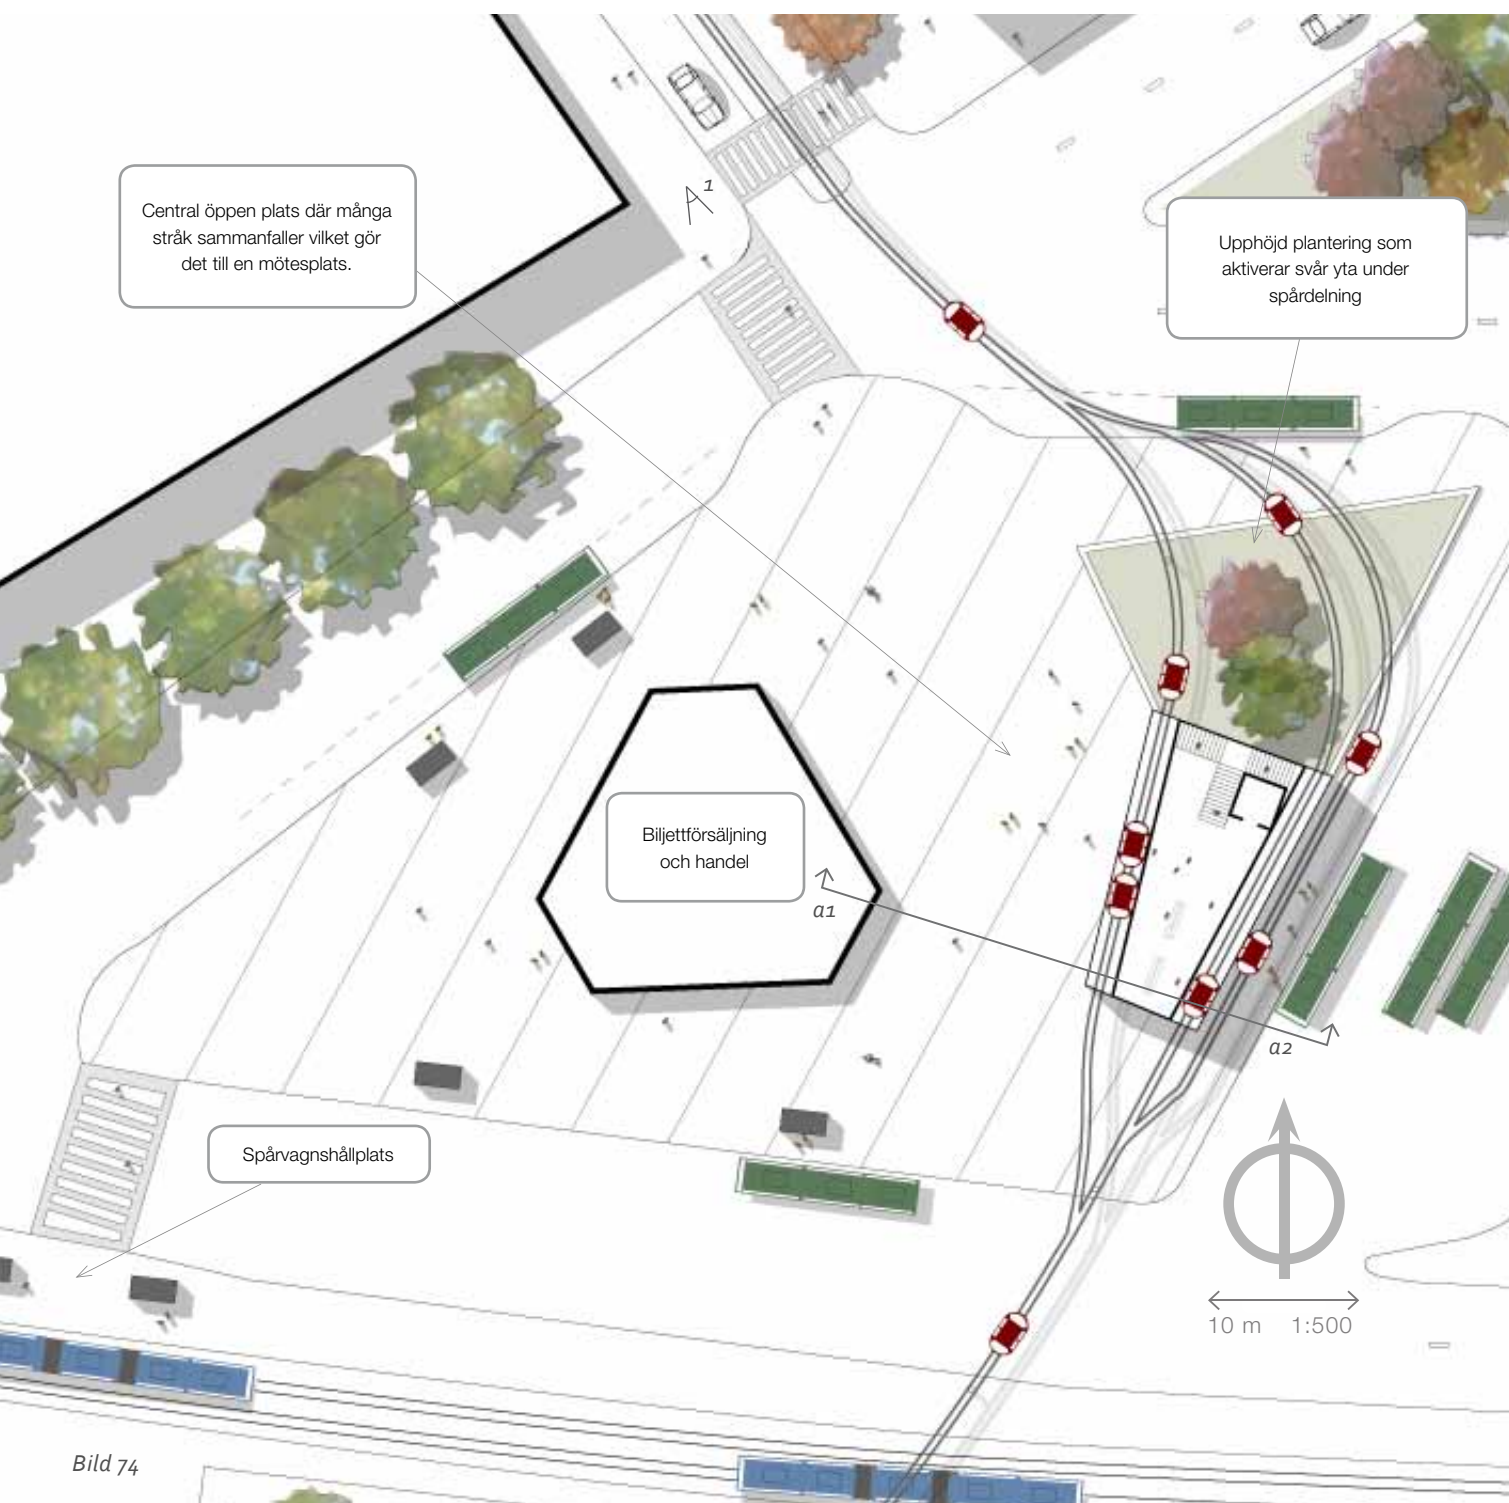 A 1
Central öppen plats där många
stråk sammanfaller vilket gör
det till en mötesplats.
Upphöjd plantering som
aktiverar svår yta under
spårdelning
Biljettförsäljning
och handel
a1
a2
Spårvagnshållplats
10 m 1:500
Bild 74